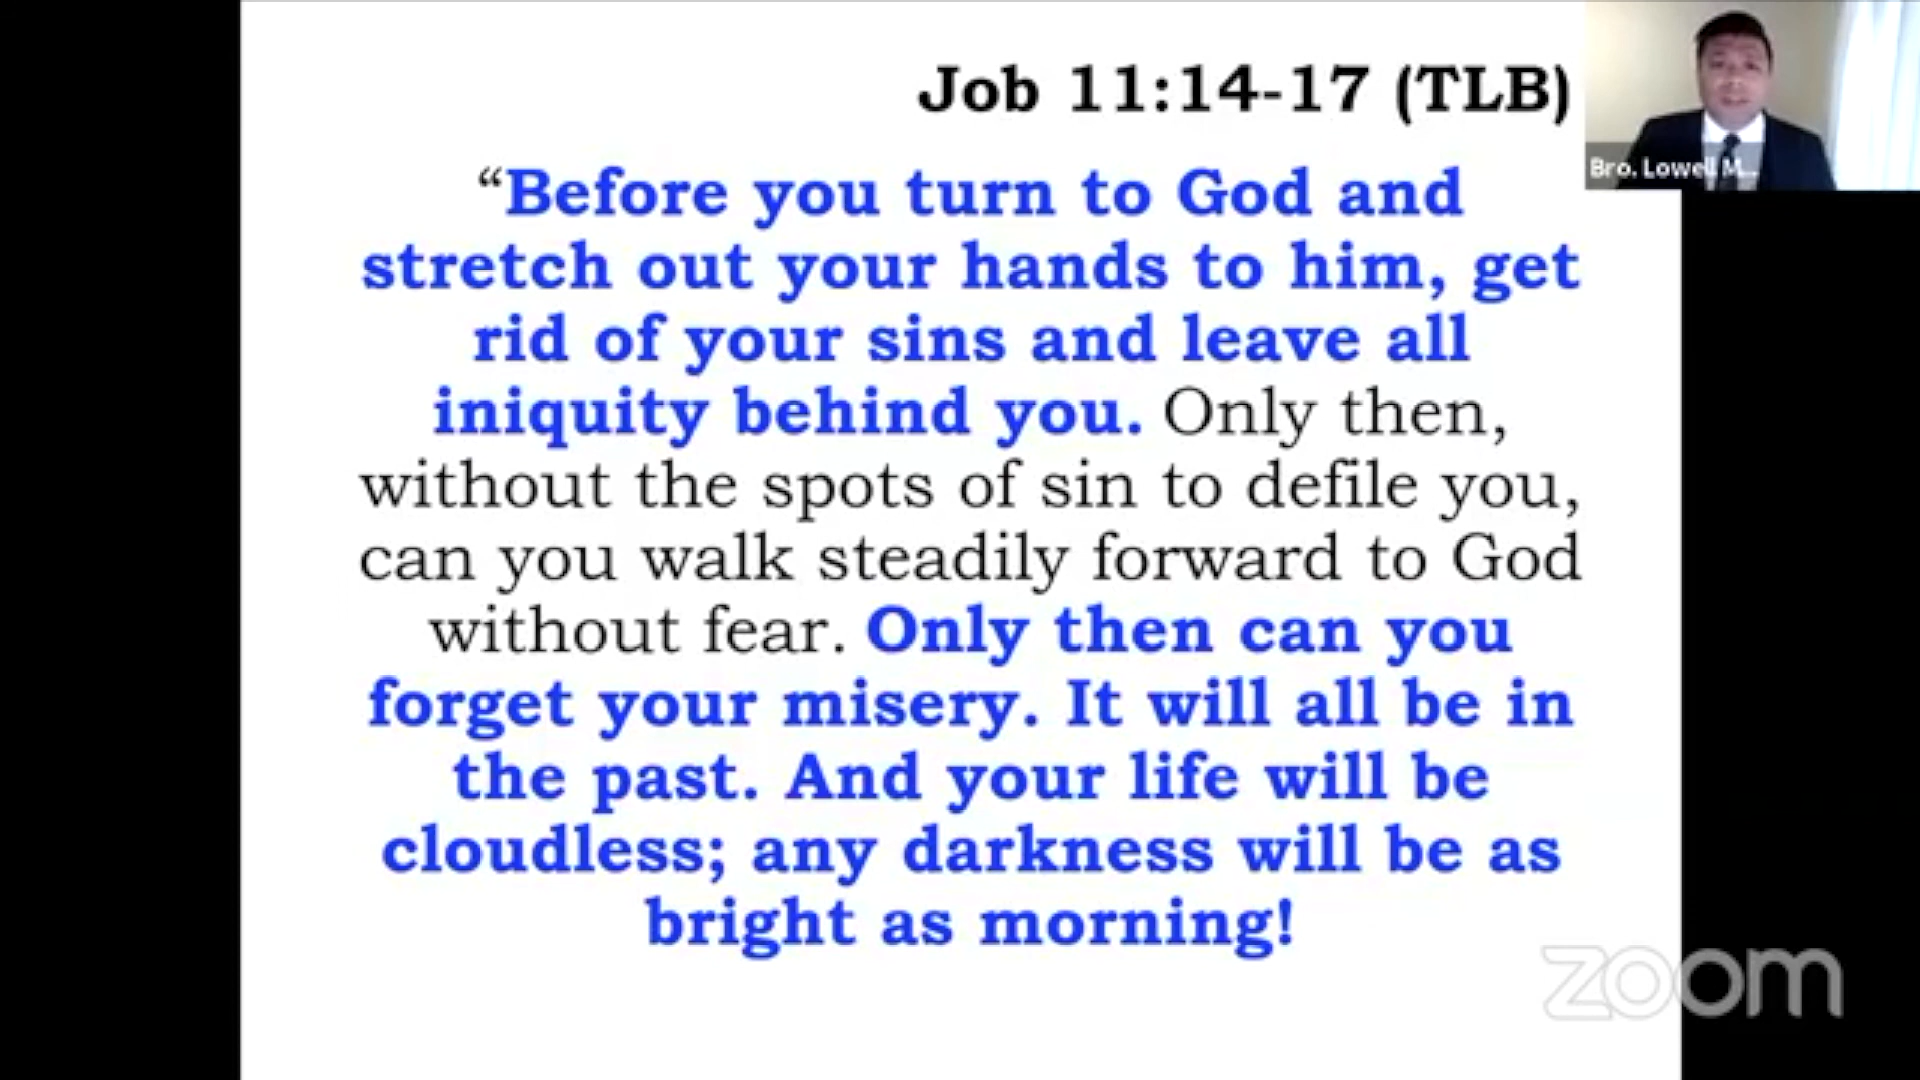 Job 11:14-17 (TLB)
Bro. Lowell M...
“Before you turn to God and
stretch out your hands to him, get
rid of your sins and leave all
iniquity behind you. Only then,
without the spots of sin to defile you,
can you walk steadily forward to God
without fear. Only then can you
forget your misery. It will all be in
the past. And your life will be
cloudless; any darkness will be as
bright as morning!
zoom